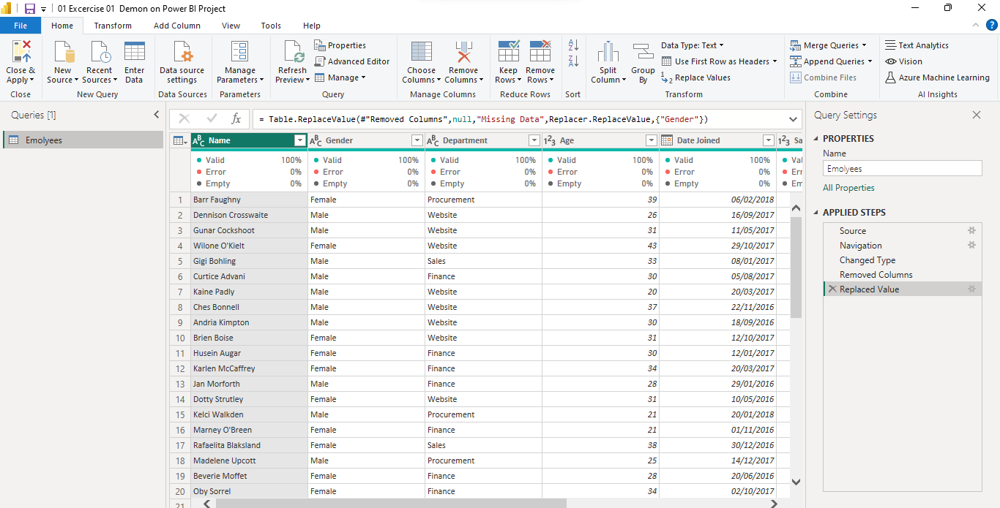 01 Excercise 01 Demon on Power BI Project
File Home Transform Add Column View Tools Help
Close & Apply
Close
New Source
Recent Sources
Enter Data
New Query
Data source settings
Data Sources
Manage Parameters
Parameters
Refresh Preview
Properties
Advanced Editor
Manage
Query
Choose Columns
Remove Columns
Manage Columns
Keep Rows
Remove Rows
Reduce Rows
A Z
Z A
Sort
Split Column
Group By
Data Type: Text
Use First Row as Headers
1 2 Replace Values
Transform
Merge Queries
Append Queries
Combine Files
Combine
Text Analytics
Vision
Azure Machine Learning
AI Insights
?
Queries [1]
Emolyees
fx
= Table.ReplaceValue(#"Removed Columns",null,"Missing Data",Replacer.ReplaceValue,{"Gender"})
ABC Name ABC Gender ABC Department 123 Age Date Joined 123 Sa
Valid 100% Valid 100% Valid 100% Valid 100% Valid 100% Val
Error 0% Error 0% Error 0% Error 0% Error 0% Err
Empty 0% Empty 0% Empty 0% Empty 0% Empty 0% Em
1 Barr Faughny Female Procurement 39 06/02/2018
2 Dennison Crosswaite Male Website 26 16/09/2017
3 Gunar Cockshoot Male Website 31 11/05/2017
4 Wilone O'Kielt Female Website 43 29/10/2017
5 Gigi Bohling Male Sales 33 08/01/2017
6 Curtice Advani Male Finance 30 05/08/2017
7 Kaine Padly Male Website 20 20/03/2017
8 Ches Bonnell Male Website 37 22/11/2016
9 Andria Kimpton Male Website 30 18/09/2016
10 Brien Boise Female Website 31 12/10/2017
11 Husein Augar Female Finance 30 12/01/2017
12 Karlen McCaffrey Female Finance 34 20/03/2017
13 Jan Morforth Male Finance 28 29/01/2016
14 Dotty Strutley Female Website 31 10/05/2016
15 Kelci Walkden Male Procurement 21 20/01/2018
16 Marney O'Breen Female Finance 21 01/11/2016
17 Rafaelita Blaksland Female Sales 38 30/12/2016
18 Madelene Upcott Male Procurement 25 14/12/2017
19 Beverie Moffet Female Finance 28 20/06/2016
20 Oby Sorrel Female Finance 34 02/10/2017
21
Query Settings
PROPERTIES
Name
Emolyees
All Properties
APPLIED STEPS
Source
Navigation
Changed Type
Removed Columns
Replaced Value